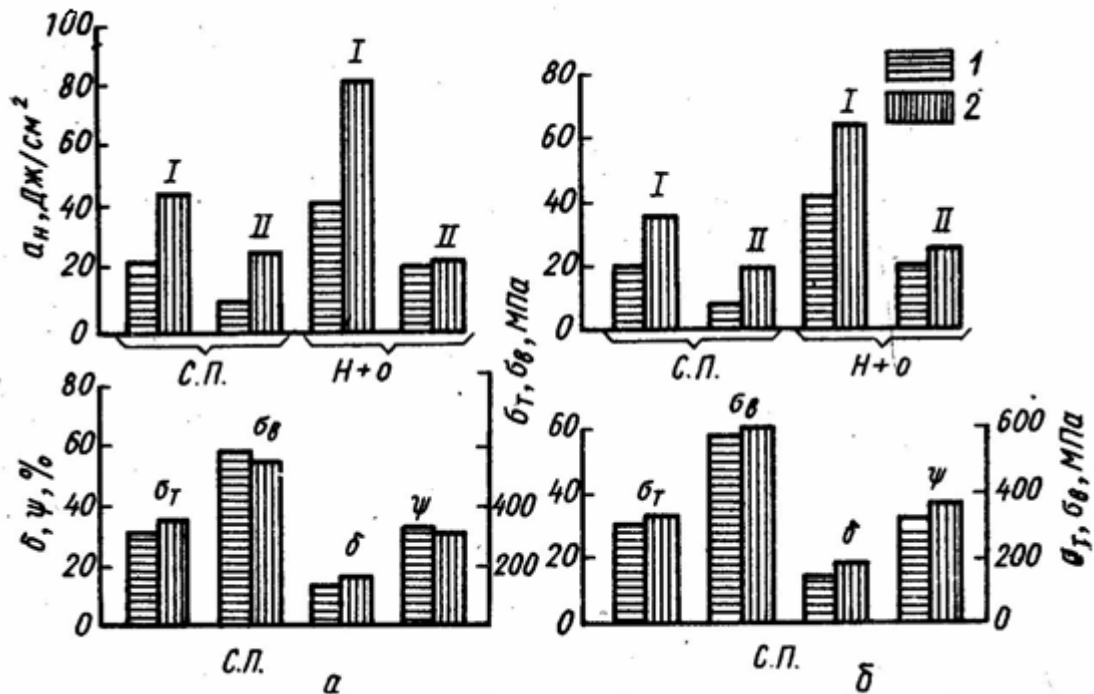 aн, Дж/см²
100
80
60
40
20
0
I
II
I
II
С.П.
Н+о
80
60
40
20
0
I
II
I
II
1
2
С.П.
Н+о
δ, ψ, %
80
60
40
20
0
σт
σв
δ
ψ
400
200
σт, σв, МПа
С.П.
а
60
40
20
0
σт
σв
δ
ψ
600
400
200
0
σт, σв, МПа
С.П.
б